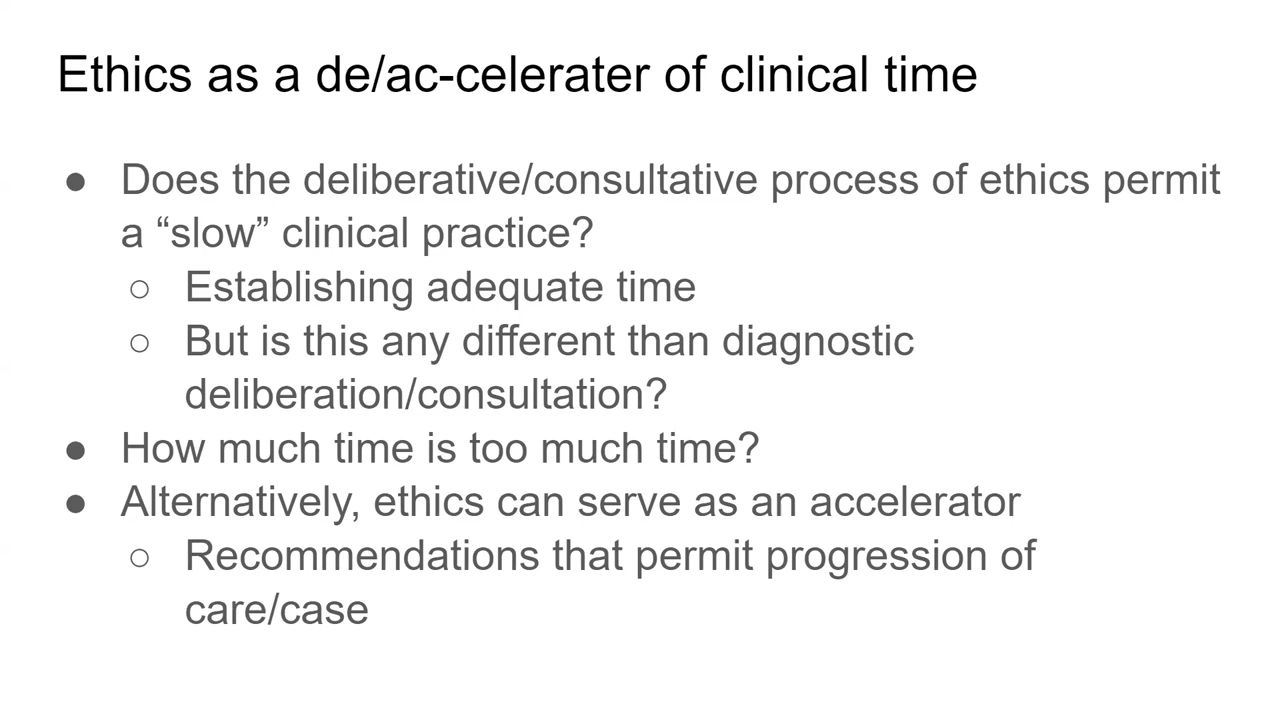 Ethics as a de/ac-celerater of clinical time
● Does the deliberative/consultative process of ethics permit
a “slow” clinical practice?
○ Establishing adequate time
○ But is this any different than diagnostic
deliberation/consultation?
● How much time is too much time?
● Alternatively, ethics can serve as an accelerator
○ Recommendations that permit progression of
care/case